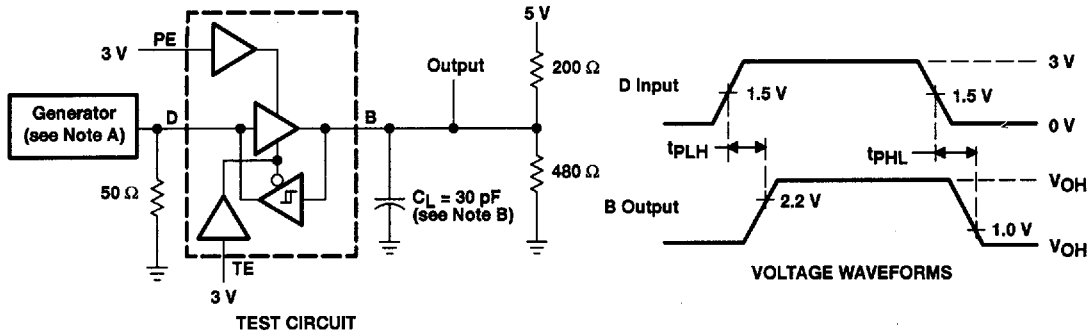 5 V
PE
3 V
200 Ω
Output
Generator
(see Note A)
D
B
50 Ω
480 Ω
CL = 30 pF
(see Note B)
TE
3 V
TEST CIRCUIT
3 V
D Input
1.5 V
1.5 V
0 V
tPLH
tPHL
VOH
B Output
2.2 V
1.0 V
VOH
VOLTAGE WAVEFORMS